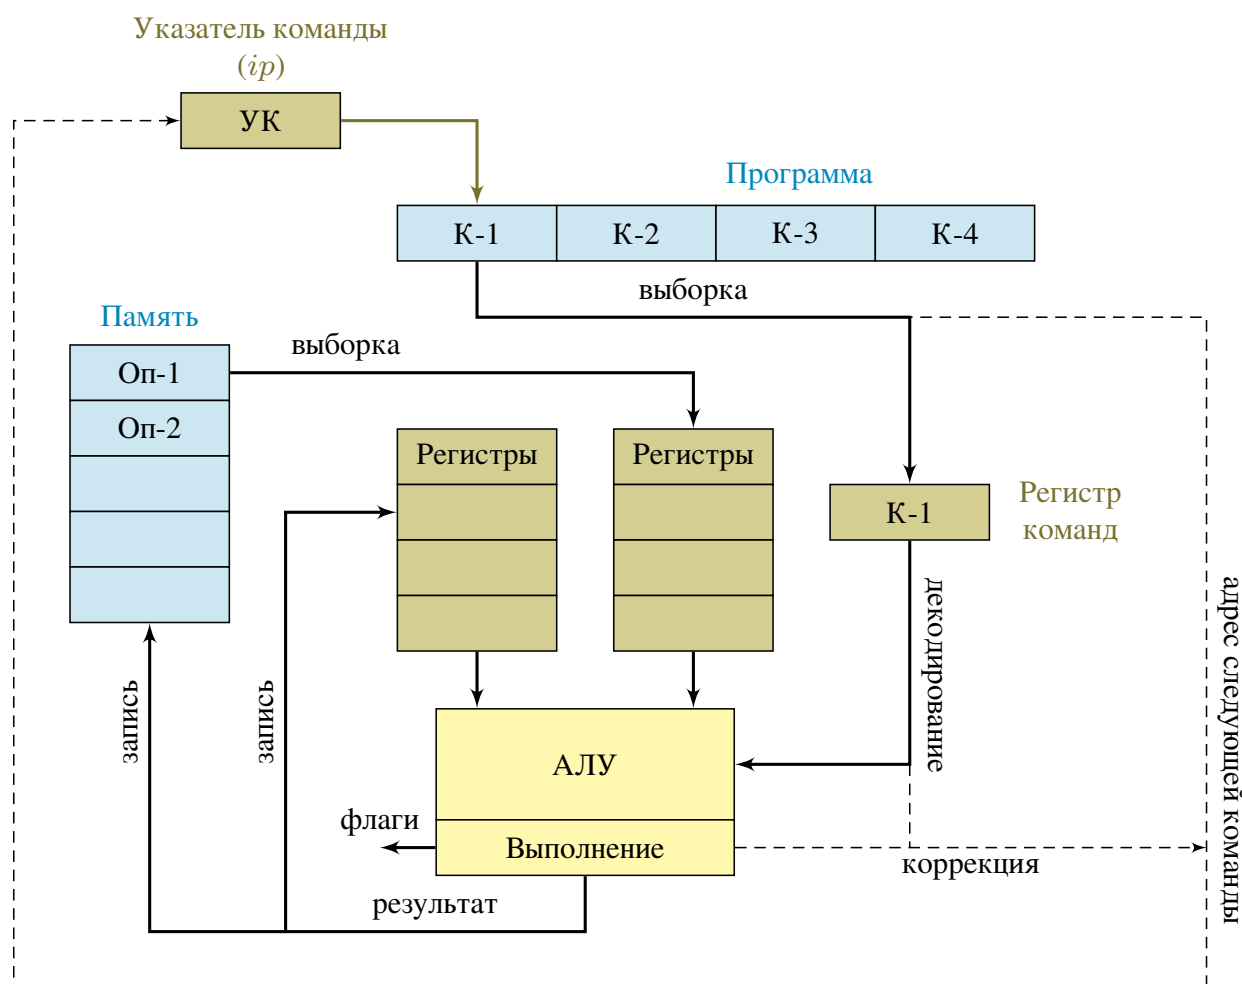 Указатель команды
(ip)
УК
Программа
К-1 К-2 К-3 К-4
выборка
Память
выборка
Оп-1
Оп-2
Регистры Регистры
К-1
Регистр
команд
декодирование
адрес следующей команды
запись
запись
АЛУ
флаги
Выполнение
коррекция
результат